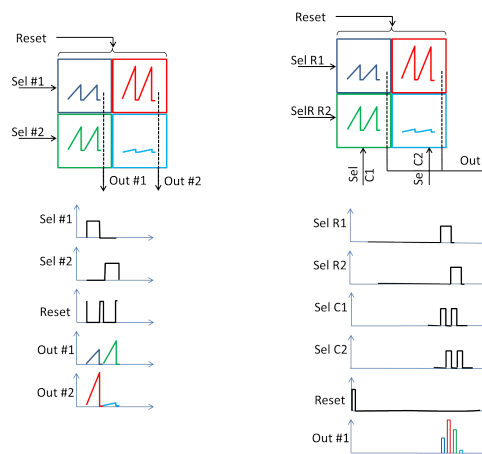 Reset
Sel #1
Sel #2
Out #1
Out #2
Sel #1
Sel #2
Reset
Out #1
Out #2
Reset
Sel R1
SelR R2
Out
Sel C1
Se C2
Sel R1
Sel R2
Sel C1
Sel C2
Reset
Out #1